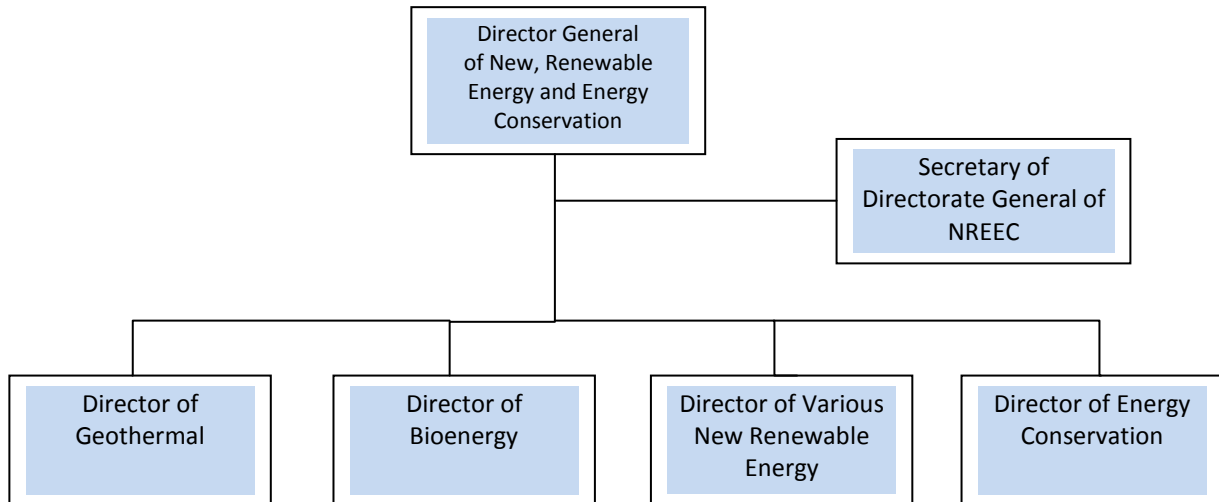 Director General
of New, Renewable
Energy and Energy
Conservation
Secretary of
Directorate General of
NREEC
Director of
Geothermal
Director of
Bioenergy
Director of Various
New Renewable
Energy
Director of Energy
Conservation